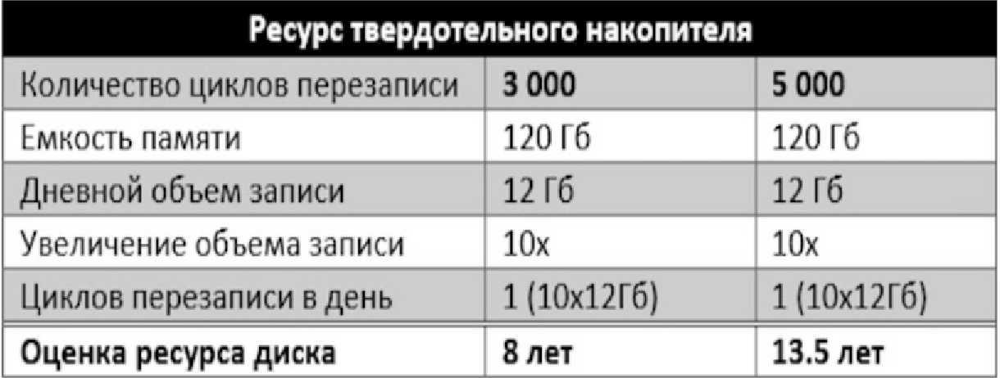 Ресурс твердотельного накопителя
Количество циклов перезаписи 3 000 5 000
Емкость памяти 120 Гб 120 Гб
Дневной объем записи 12 Гб 12 Гб
Увеличение объема записи 10x 10x
Циклов перезаписи в день 1 (10x12Гб) 1 (10x12Гб)
Оценка ресурса диска 8 лет 13.5 лет